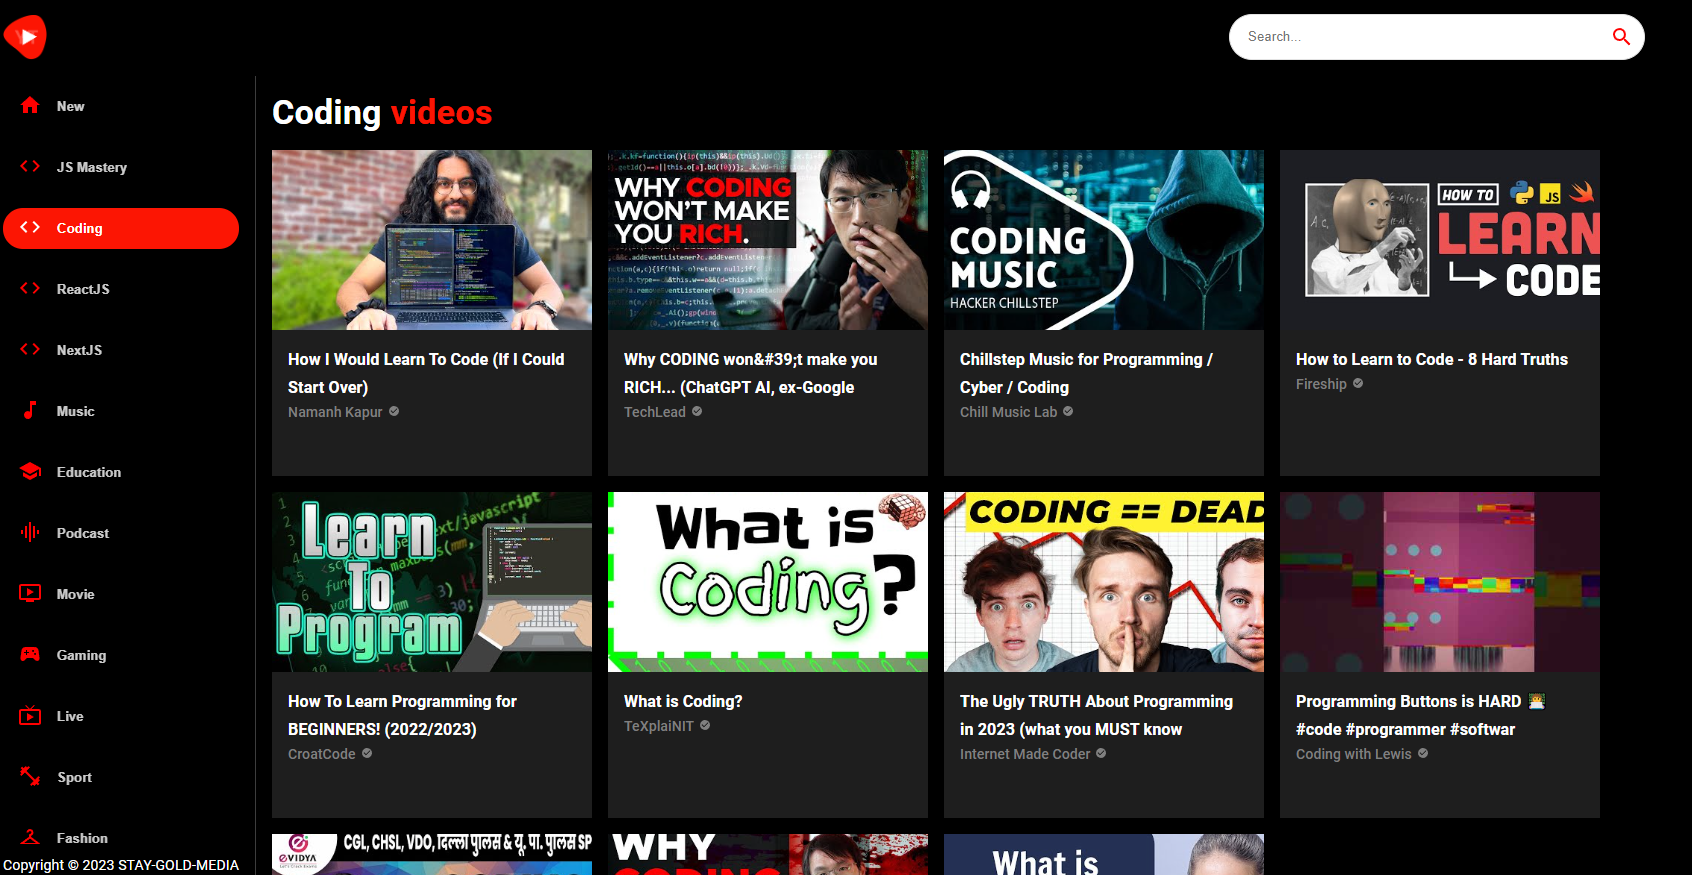 Search...
New
JS Mastery
Coding
ReactJS
NextJS
Music
Education
Podcast
Movie
Gaming
Live
Sport
Fashion
Copyright © 2023 STAY-GOLD-MEDIA
Coding videos
WHY CODING
WON'T MAKE
YOU RICH.
CODING
MUSIC
HACKER CHILLSTEP
HOW TO
JS
LEARN
CODE
How I Would Learn To Code (If I Could
Start Over)
Namanh Kapur
Why CODING won&#39;t make you
RICH... (ChatGPT AI, ex-Google
TechLead
Chillstep Music for Programming /
Cyber / Coding
Chill Music Lab
How to Learn to Code - 8 Hard Truths
Fireship
Learn
To
Program
What is
Coding?
CODING == DEAD
How To Learn Programming for
BEGINNERS! (2022/2023)
CroatCode
What is Coding?
TeXplaiNIT
The Ugly TRUTH About Programming
in 2023 (what you MUST know
Internet Made Coder
Programming Buttons is HARD 👨‍💻
#code #programmer #softwar
Coding with Lewis
eVIDYA
CGL, CHSL, VDO, दिल्ली पुलिस & यू. पी. पुलिस SP
WHY
CODING
What is